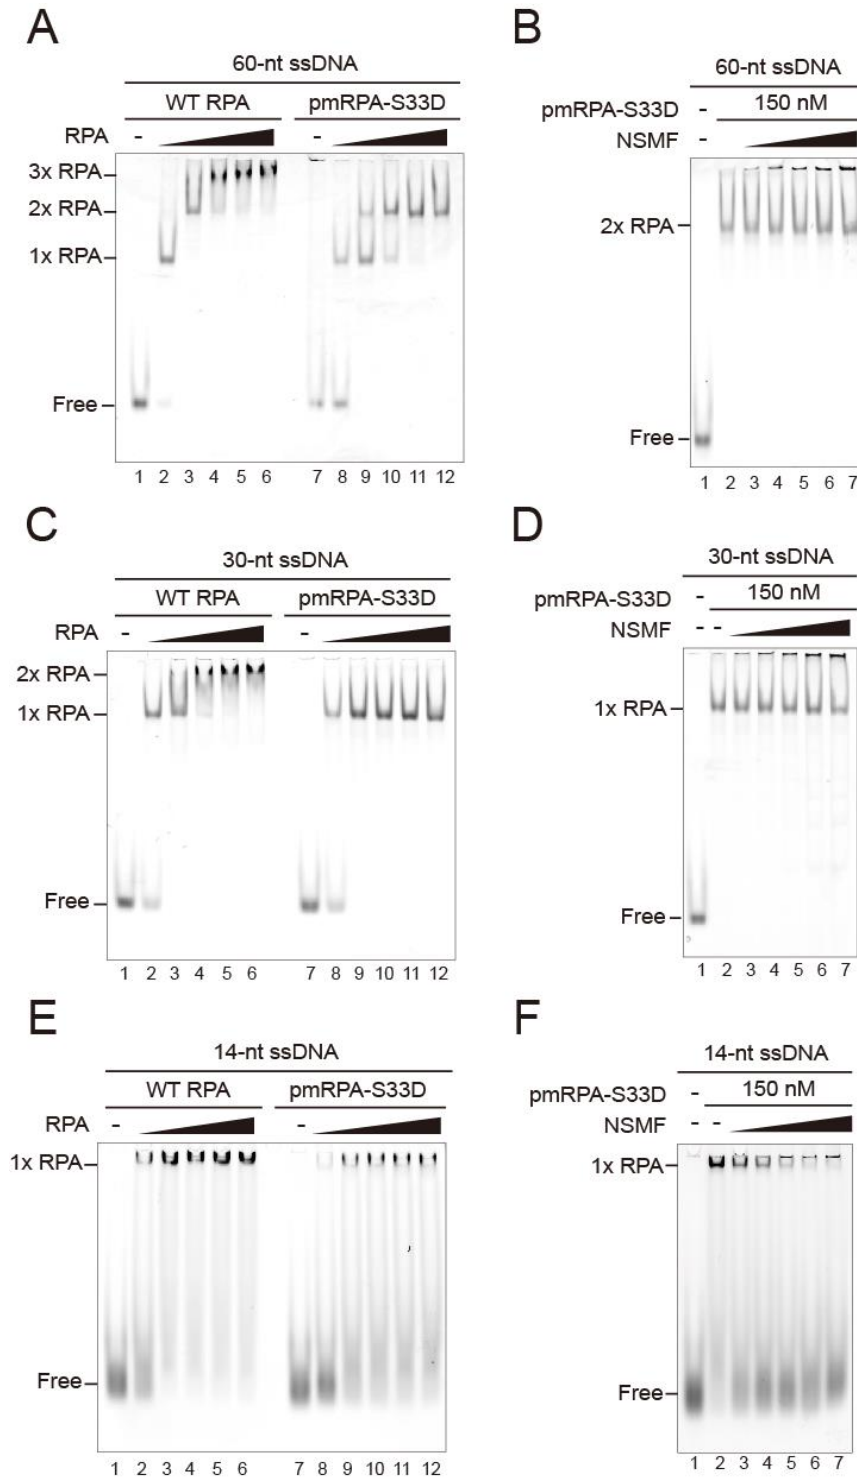 A
60-nt ssDNA
WT RPA pmRPA-S33D
RPA - -
3x RPA
2x RPA
1x RPA
Free
1 2 3 4 5 6 7 8 9 10 11 12
B
60-nt ssDNA
pmRPA-S33D - 150 nM
NSMF -
2x RPA
Free
1 2 3 4 5 6 7
C
30-nt ssDNA
WT RPA pmRPA-S33D
RPA - -
2x RPA
1x RPA
Free
1 2 3 4 5 6 7 8 9 10 11 12
D
30-nt ssDNA
pmRPA-S33D - 150 nM
NSMF - -
1x RPA
Free
1 2 3 4 5 6 7
E
14-nt ssDNA
WT RPA pmRPA-S33D
RPA - -
1x RPA
Free
1 2 3 4 5 6 7 8 9 10 11 12
F
14-nt ssDNA
pmRPA-S33D - 150 nM
NSMF - -
1x RPA
Free
1 2 3 4 5 6 7